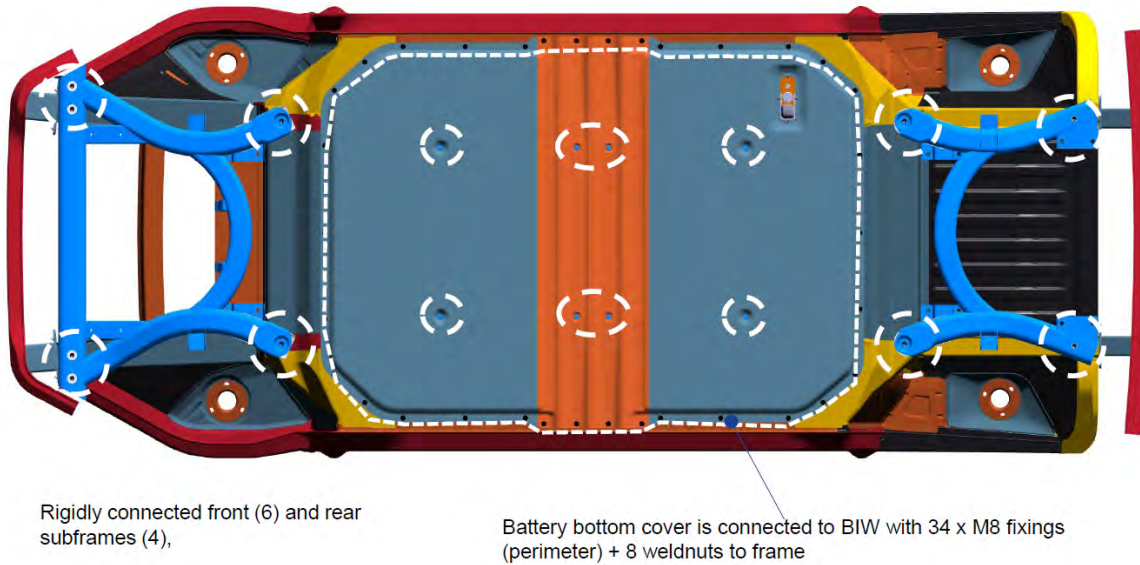 Rigidly connected front (6) and rear
subframes (4),
Battery bottom cover is connected to BIW with 34 x M8 fixings
(perimeter) + 8 weldnuts to frame